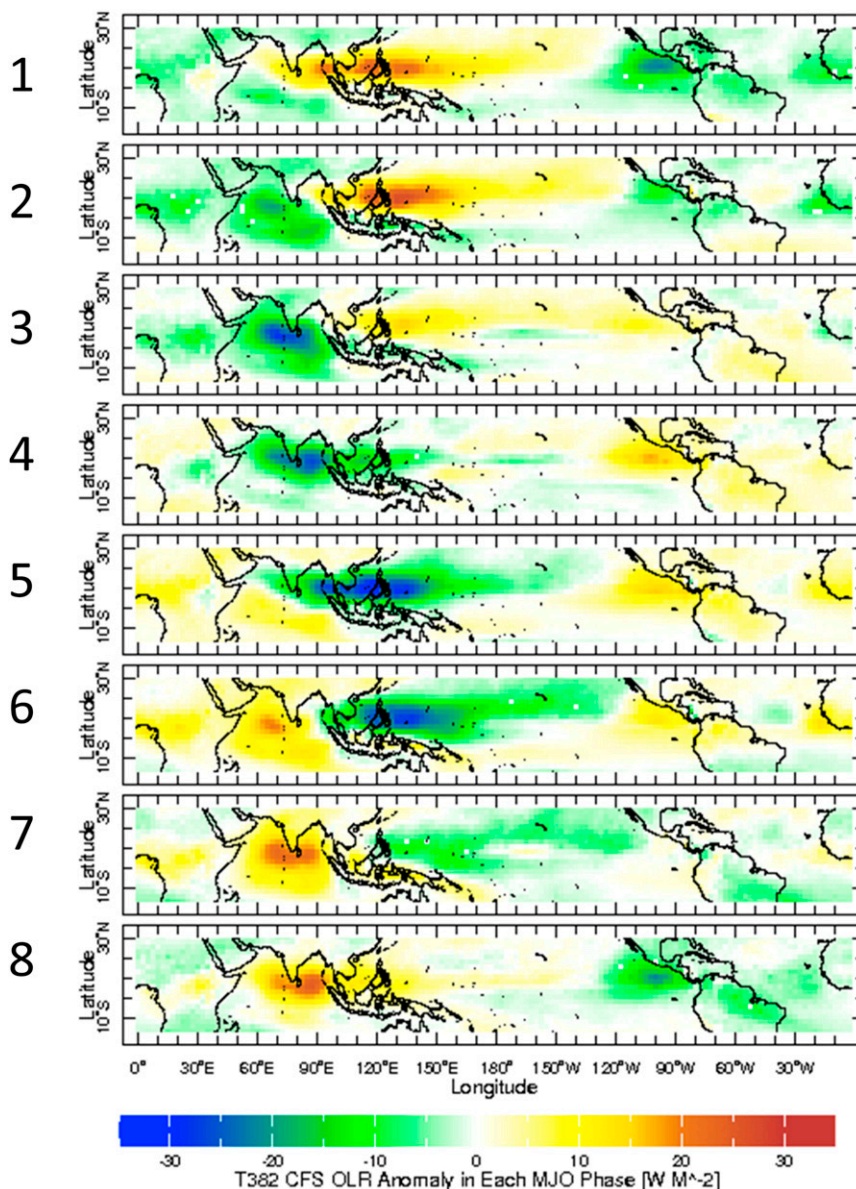 1
Latitude
30°N
10°S
2
Latitude
30°N
10°S
3
Latitude
30°N
10°S
4
Latitude
30°N
10°S
5
Latitude
30°N
10°S
6
Latitude
30°N
10°S
7
Latitude
30°N
10°S
8
Latitude
30°N
10°S
0° 30°E 60°E 90°E 120°E 150°E 180° 150°W 120°W 90°W 60°W 30°W
Longitude
-30 -20 -10 0 10 20 30
T382 CFS OLR Anomaly in Each MJO Phase [W M^-2]